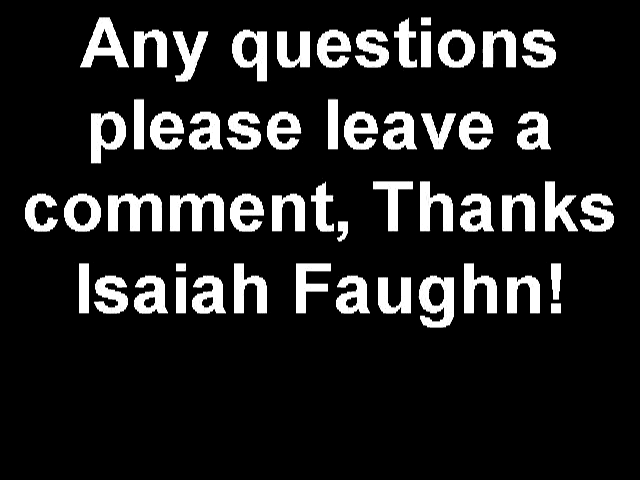 Any questions
please leave a
comment, Thanks
Isaiah Faughn!